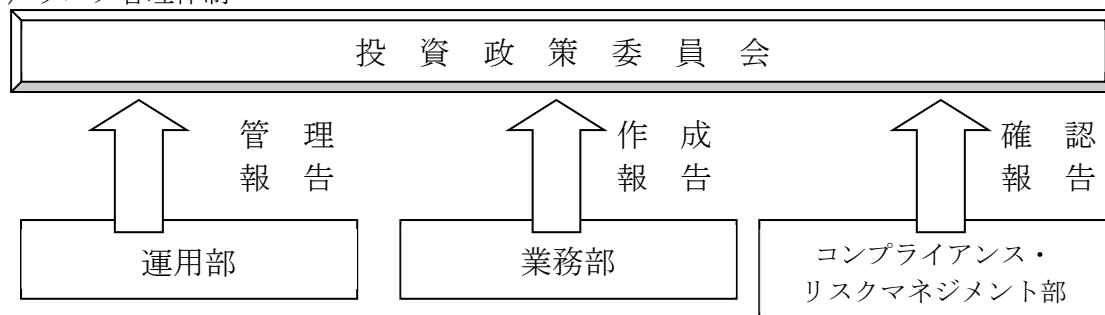 投資政策委員会
管理
報告
作成
報告
確認
報告
運用部
業務部
コンプライアンス・
リスクマネジメント部